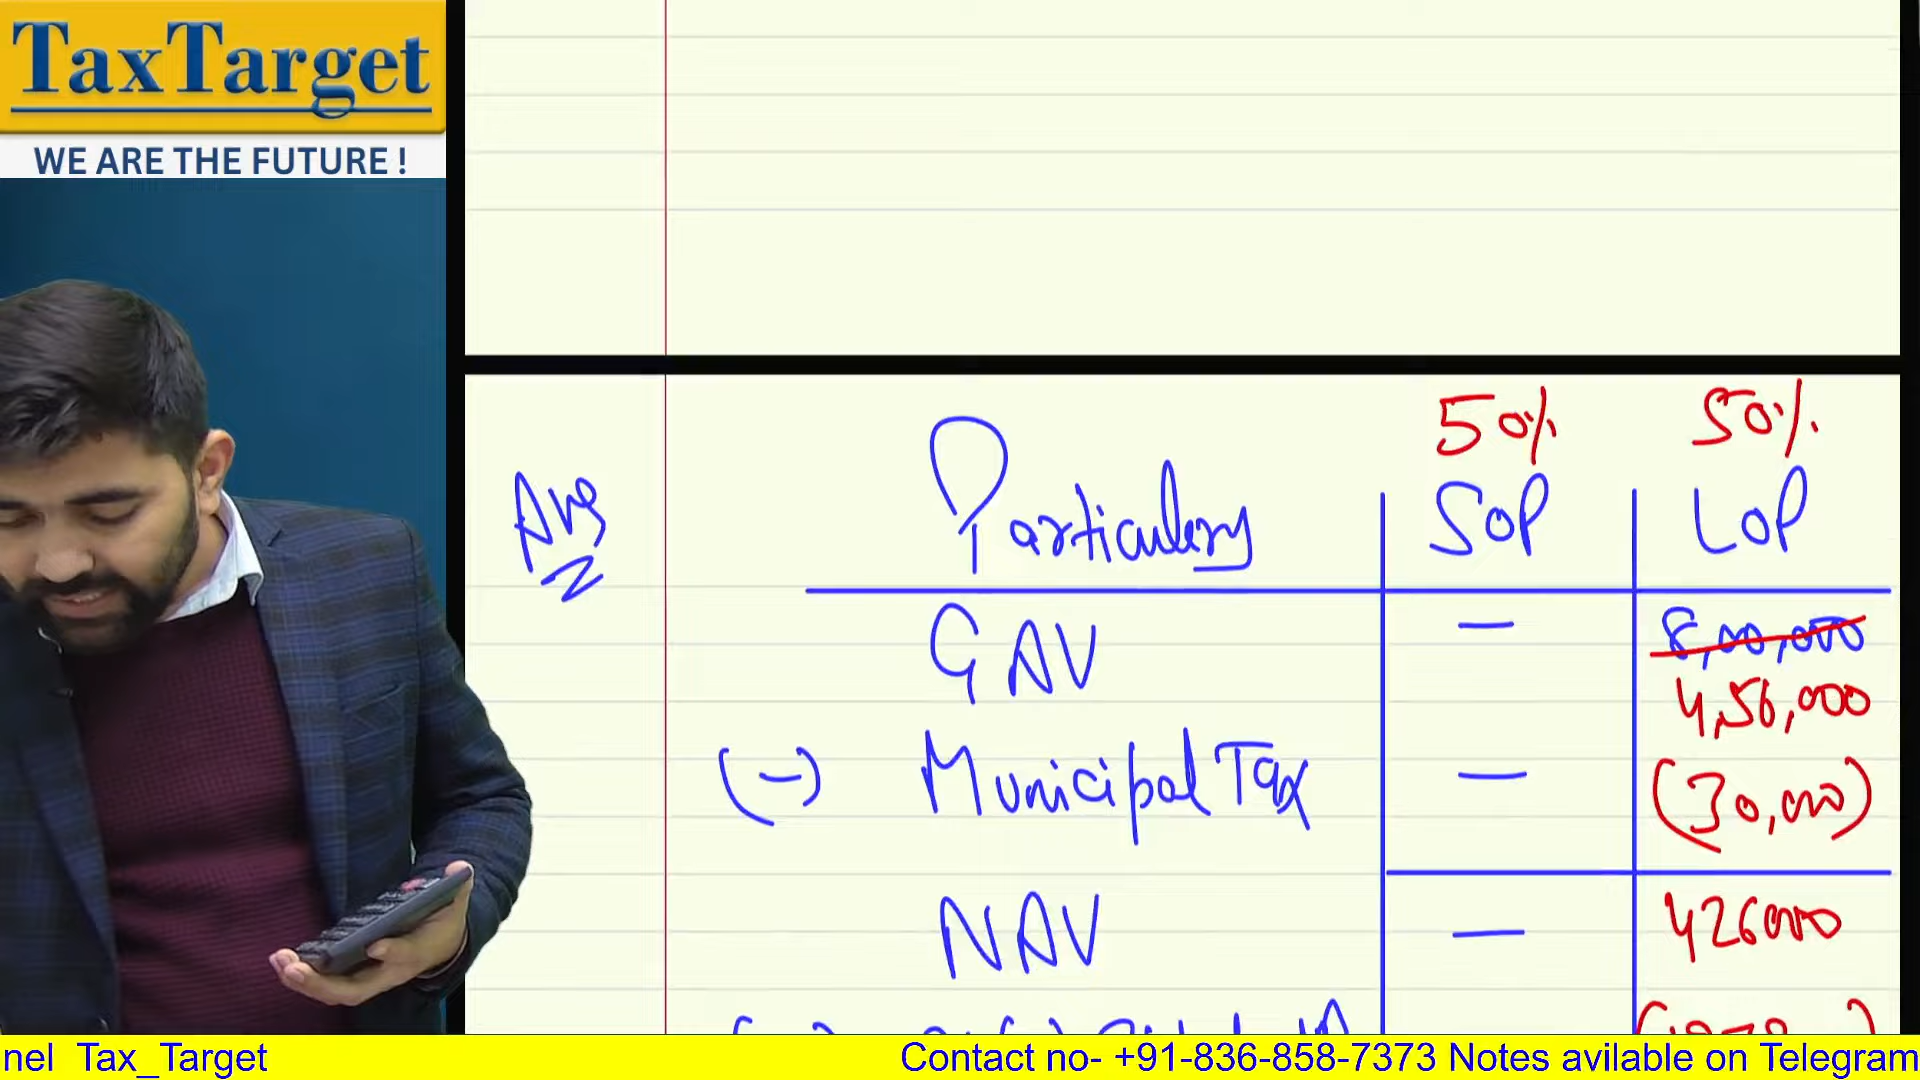 TaxTarget
WE ARE THE FUTURE !
50% 50%
Ans Particulars SOP LOP
GAV — 8,00,000
4,56,000
(-) Municipal Tax — (30,000)
NAV — 426000
nel Tax_Target Contact no- +91-836-858-7373 Notes avilable on Telegram